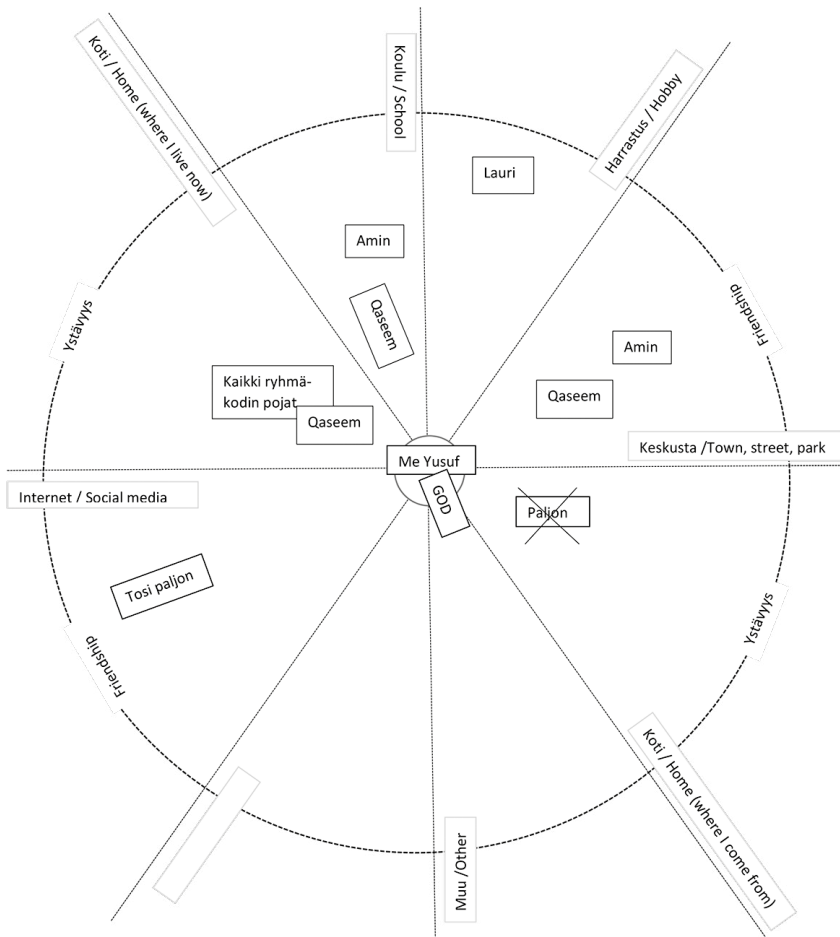 Koti / Home (where I live now)
Koulu / School
Harrastus / Hobby
Lauri
Amin
Qaseem
Ystävyys
Friendship
Amin
Kaikki ryhmä-
kodin pojat
Qaseem
Qaseem
Keskusta /Town, street, park
Me Yusuf
Internet / Social media
GOD
Paljon
Tosi paljon
Ystävyys
Friendship
Koti / Home (where I come from)
Muu /Other